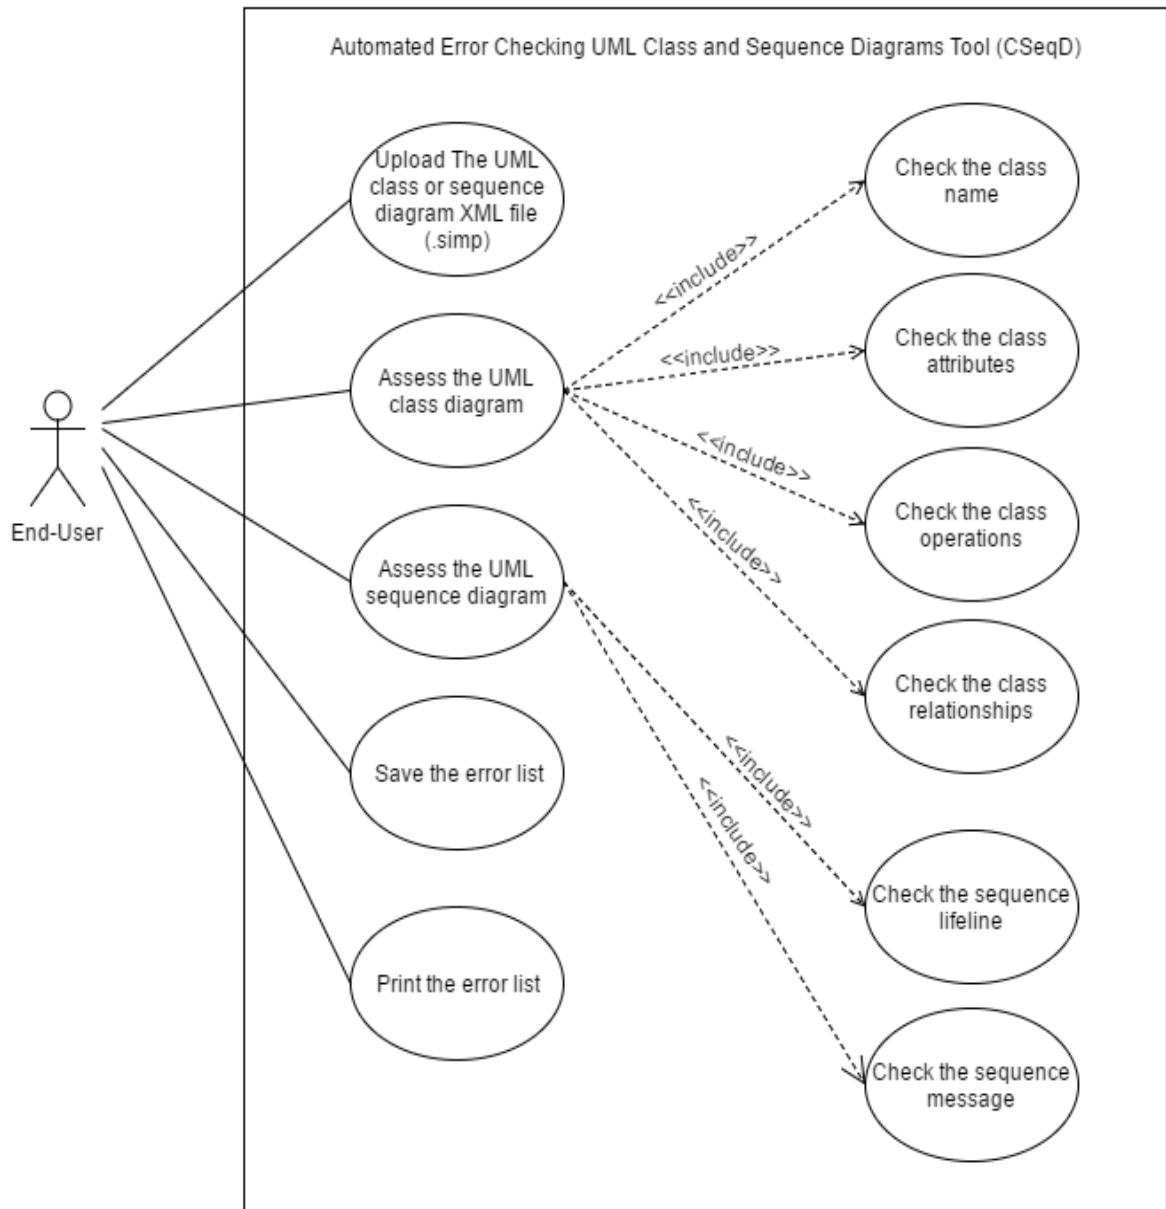 Automated Error Checking UML Class and Sequence Diagrams Tool (CSeqD)
Upload The UML
class or sequence
diagram XML file
(.simp)
Assess the UML
class diagram
Assess the UML
sequence diagram
Save the error list
Print the error list
End-User
<<include>>
<<include>>
<<include>>
<<include>>
<<include>>
<<include>>
Check the class
name
Check the class
attributes
Check the class
operations
Check the class
relationships
Check the sequence
lifeline
Check the sequence
message